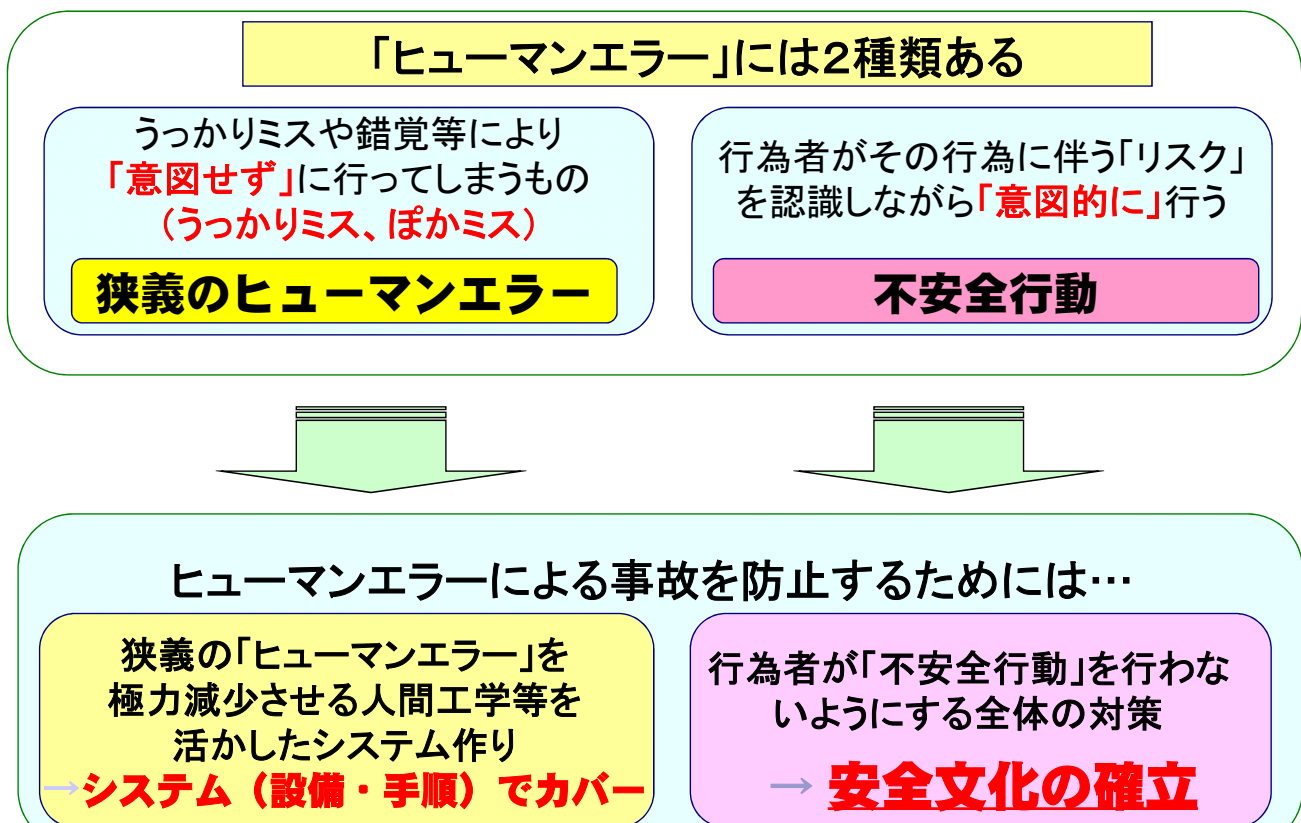 「ヒューマンエラー」には２種類ある
うっかりミスや錯覚等により
「意図せず」に行ってしまうもの
（うっかりミス、ぽかミス）
狭義のヒューマンエラー
行為者がその行為に伴う「リスク」
を認識しながら「意図的に」行う
不安全行動
ヒューマンエラーによる事故を防止するためには…
狭義の「ヒューマンエラー」を
極力減少させる人間工学等を
活かしたシステム作り
→システム（設備・手順）でカバー
行為者が「不安全行動」を行わな
いようにする全体の対策
→ 安全文化の確立